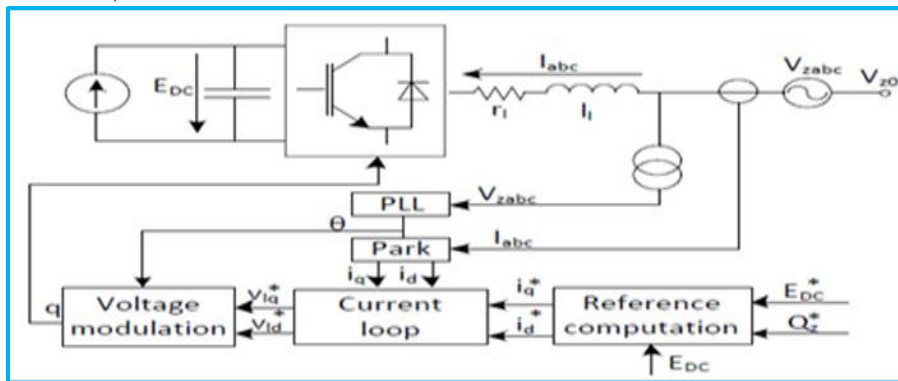 I_abc
V_zabc
V_z0
E_DC
r_l
l_l
PLL
V_zabc
θ
Park
I_abc
i_q i_d
q
Voltage
modulation
v_lq*
v_ld*
Current
loop
i_q*
i_d*
Reference
computation
E_DC*
Q_z*
E_DC